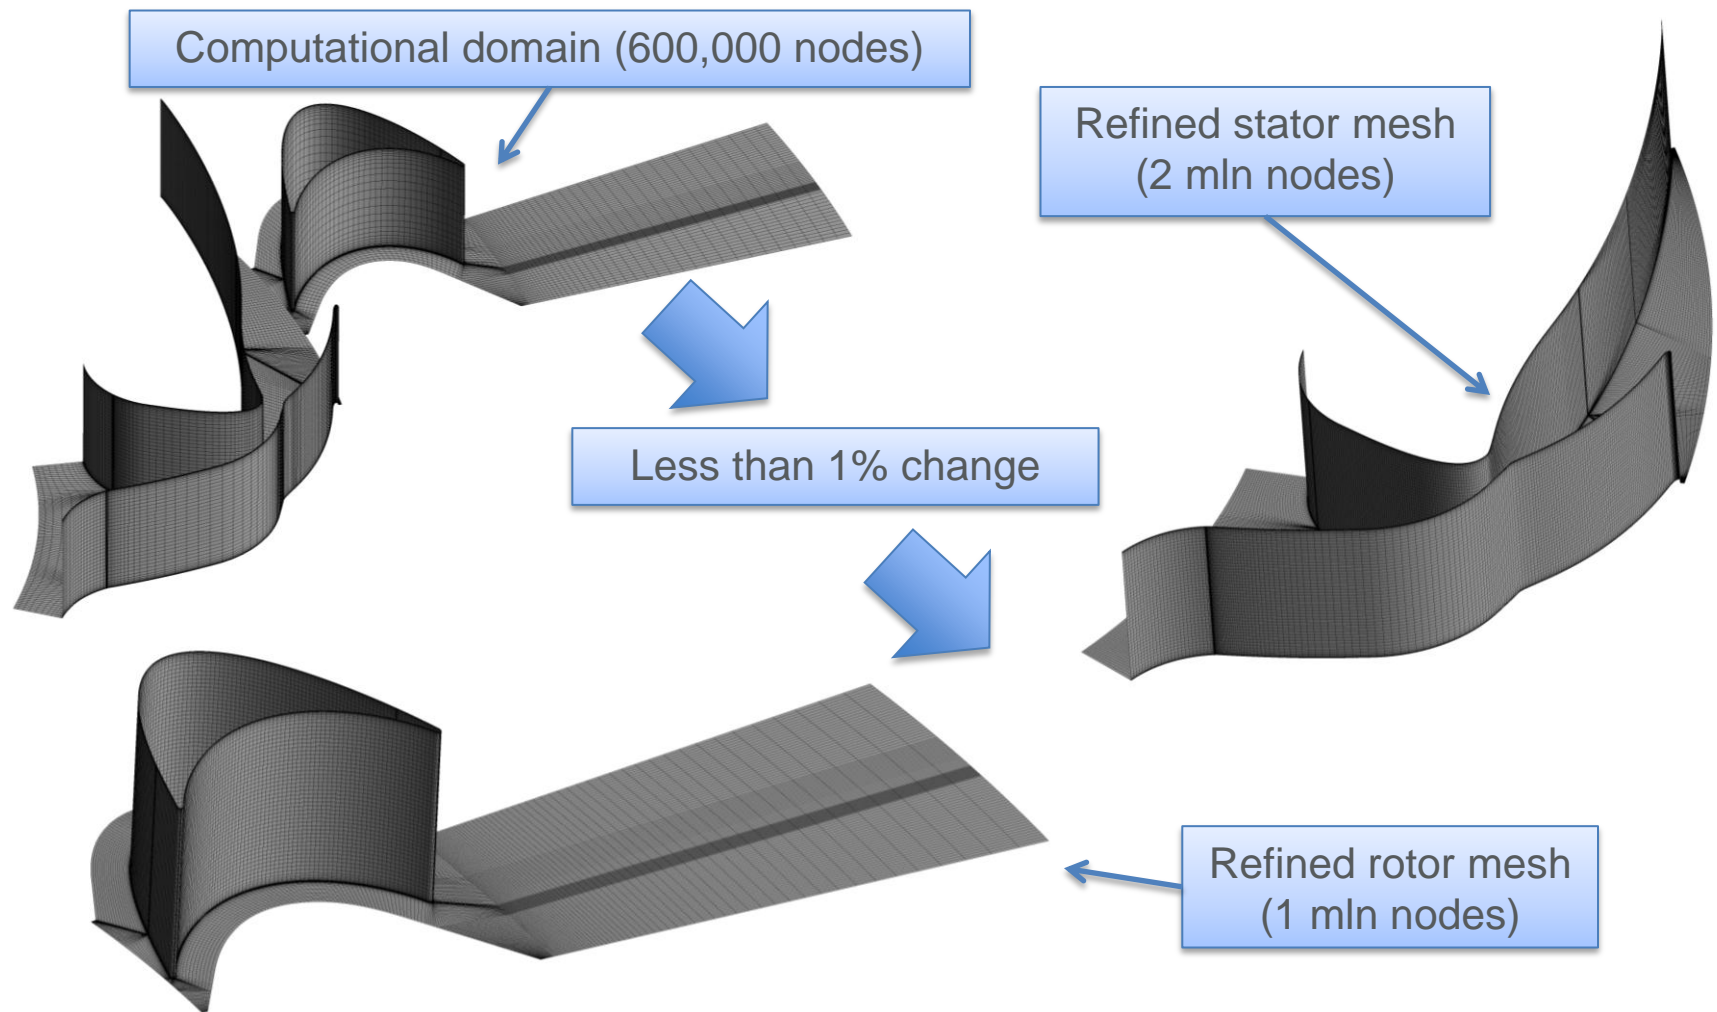 Computational domain (600,000 nodes)
Refined stator mesh
(2 mln nodes)
Less than 1% change
Refined rotor mesh
(1 mln nodes)